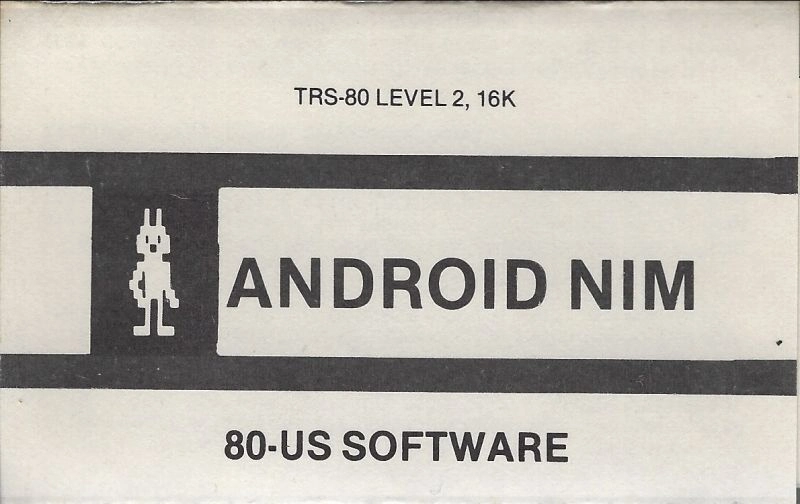 TRS-80 LEVEL 2, 16K
ANDROID NIM
80-US SOFTWARE